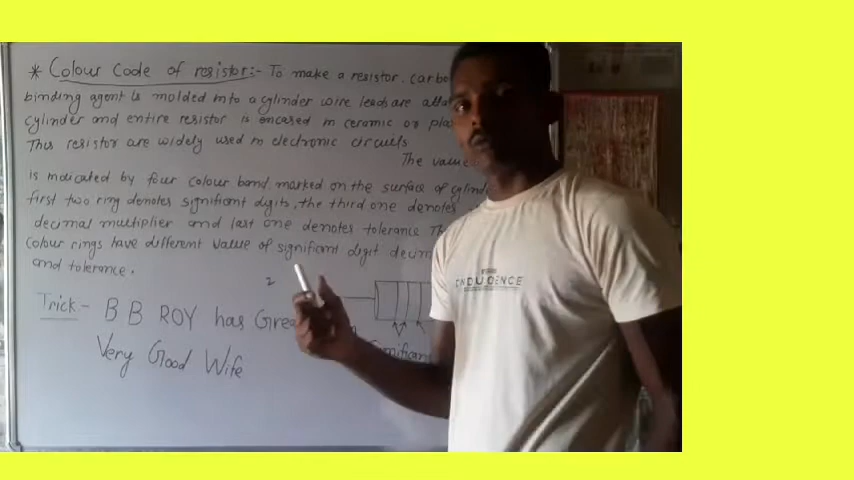 * Colour Code of resistor:- To make a resistor. carbo
binding agent is molded into a cylinder wire leads are atta
cylinder and entire resistor is encased in ceramic or plas
This resistor are widely used in electronic circuits
The value
is indicated by four colour band marked on the surface of cylinde
first two ring denotes significant digits, the third one denotes
decimal multiplier and last one denotes tolerance Th
colour rings have different value of significant digit decim
and tolerance.
Trick:- B B ROY has Grea
Very Good Wife
Significan